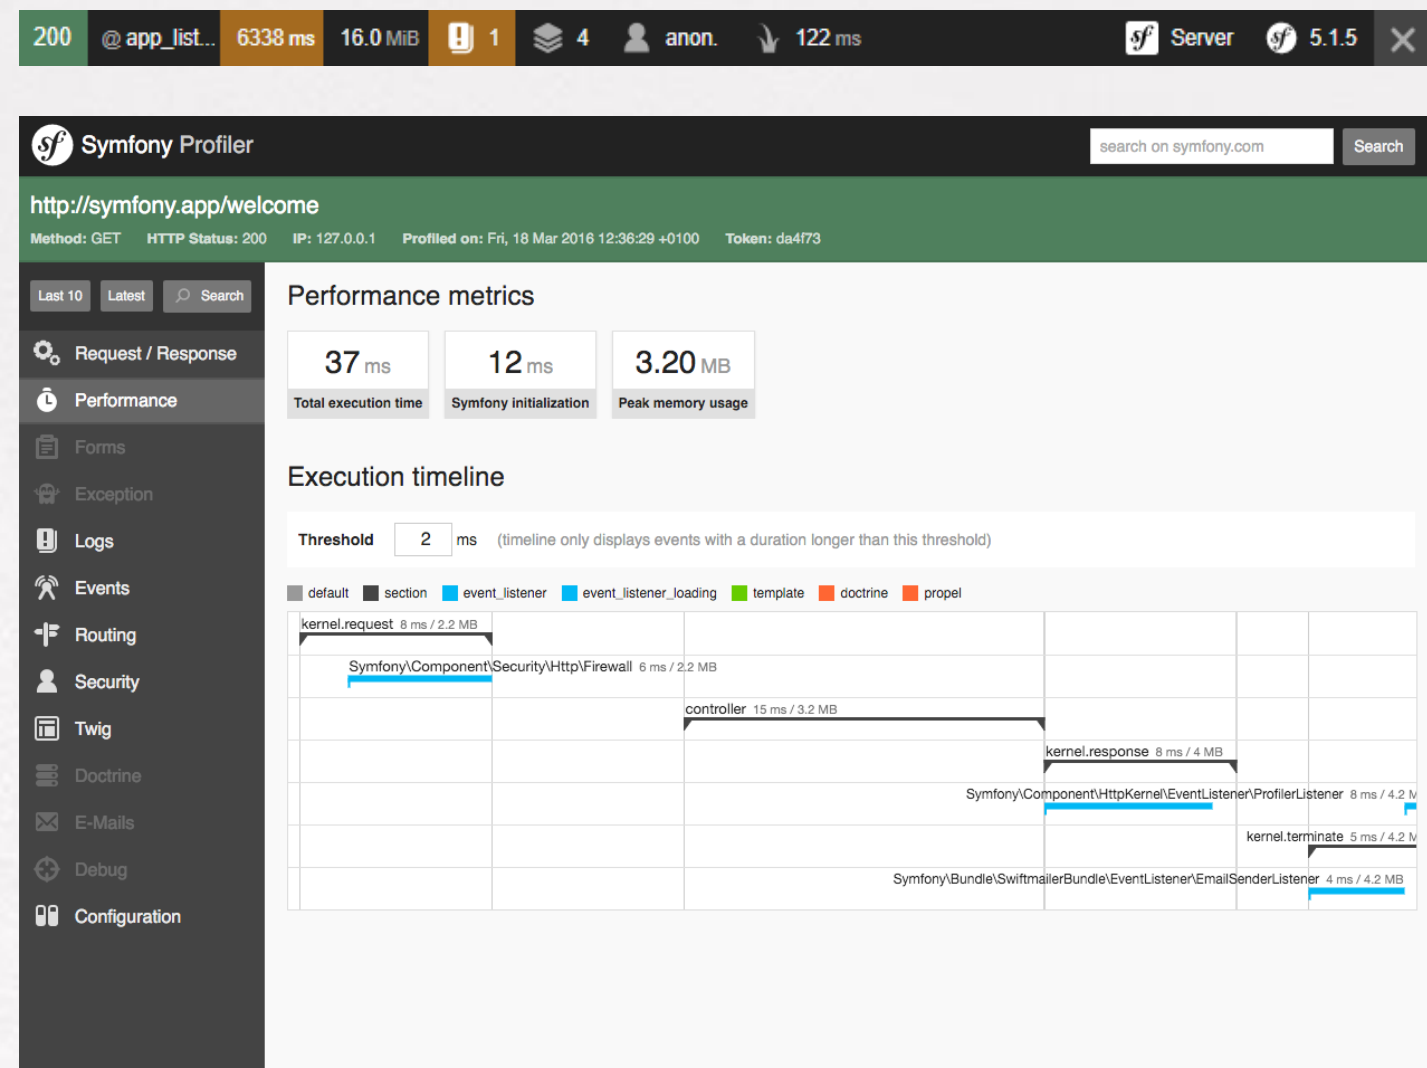 200 @ app_list... 6338 ms 16.0 MiB 1 4 anon. 122 ms sf Server sf 5.1.5
sf Symfony Profiler search on symfony.com Search
http://symfony.app/welcome
Method: GET HTTP Status: 200 IP: 127.0.0.1 Profiled on: Fri, 18 Mar 2016 12:36:29 +0100 Token: da4f73
Last 10 Latest Search
Request / Response
Performance
Forms
Exception
Logs
Events
Routing
Security
Twig
Doctrine
E-Mails
Debug
Configuration
Performance metrics
37 ms 12 ms 3.20 MB
Total execution time Symfony initialization Peak memory usage
Execution timeline
Threshold 2 ms (timeline only displays events with a duration longer than this threshold)
default section event_listener event_listener_loading template doctrine propel
kernel.request 8 ms / 2.2 MB
Symfony\Component\Security\Http\Firewall 6 ms / 2.2 MB
controller 15 ms / 3.2 MB
kernel.response 8 ms / 4 MB
Symfony\Component\HttpKernel\EventListener\ProfilerListener 8 ms / 4.2 M
kernel.terminate 5 ms / 4.2 M
Symfony\Bundle\SwiftmailerBundle\EventListener\EmailSenderListener 4 ms / 4.2 MB